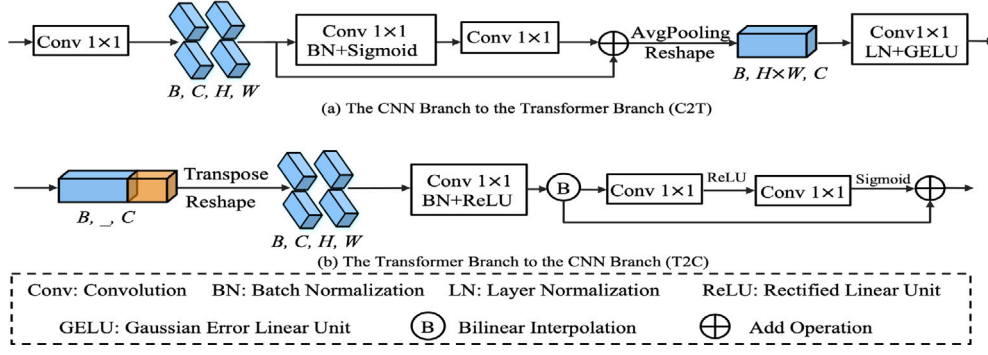 Conv 1×1
B, C, H, W
Conv 1×1
BN+Sigmoid
Conv 1×1
AvgPooling
Reshape
B, H×W, C
Conv1×1
LN+GELU
(a) The CNN Branch to the Transformer Branch (C2T)
B, _, C
Transpose
Reshape
B, C, H, W
Conv 1×1
BN+ReLU
B
Conv 1×1
ReLU
Conv 1×1
Sigmoid
(b) The Transformer Branch to the CNN Branch (T2C)
Conv: Convolution BN: Batch Normalization LN: Layer Normalization ReLU: Rectified Linear Unit
GELU: Gaussian Error Linear Unit B Bilinear Interpolation Add Operation